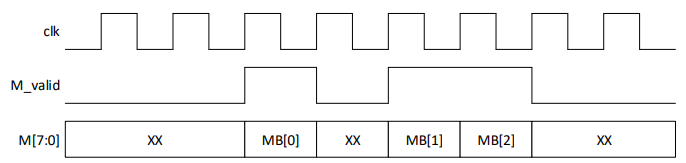 clk
M_valid
M[7:0] XX MB[0] XX MB[1] MB[2] XX